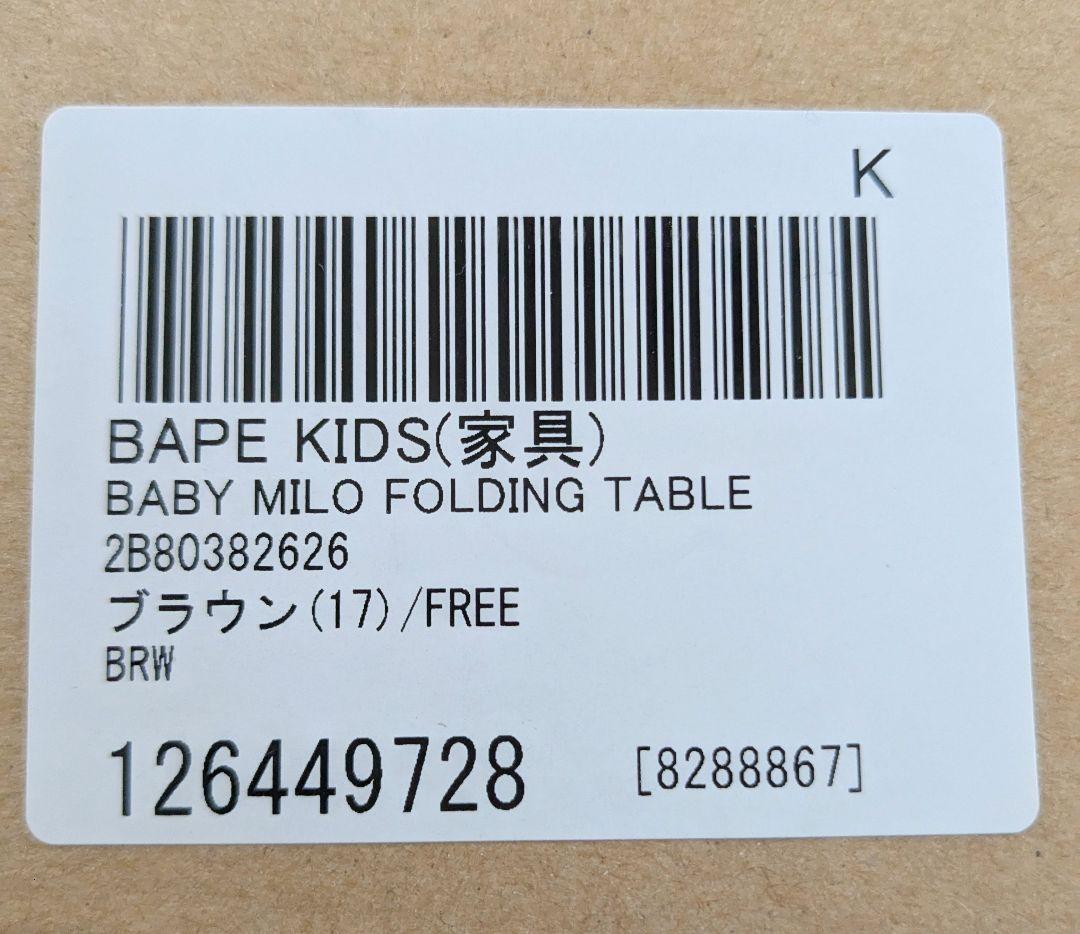 K
BAPE KIDS(家具)
BABY MILO FOLDING TABLE
2B80382626
ブラウン(17)/FREE
BRW
126449728 [8288867]